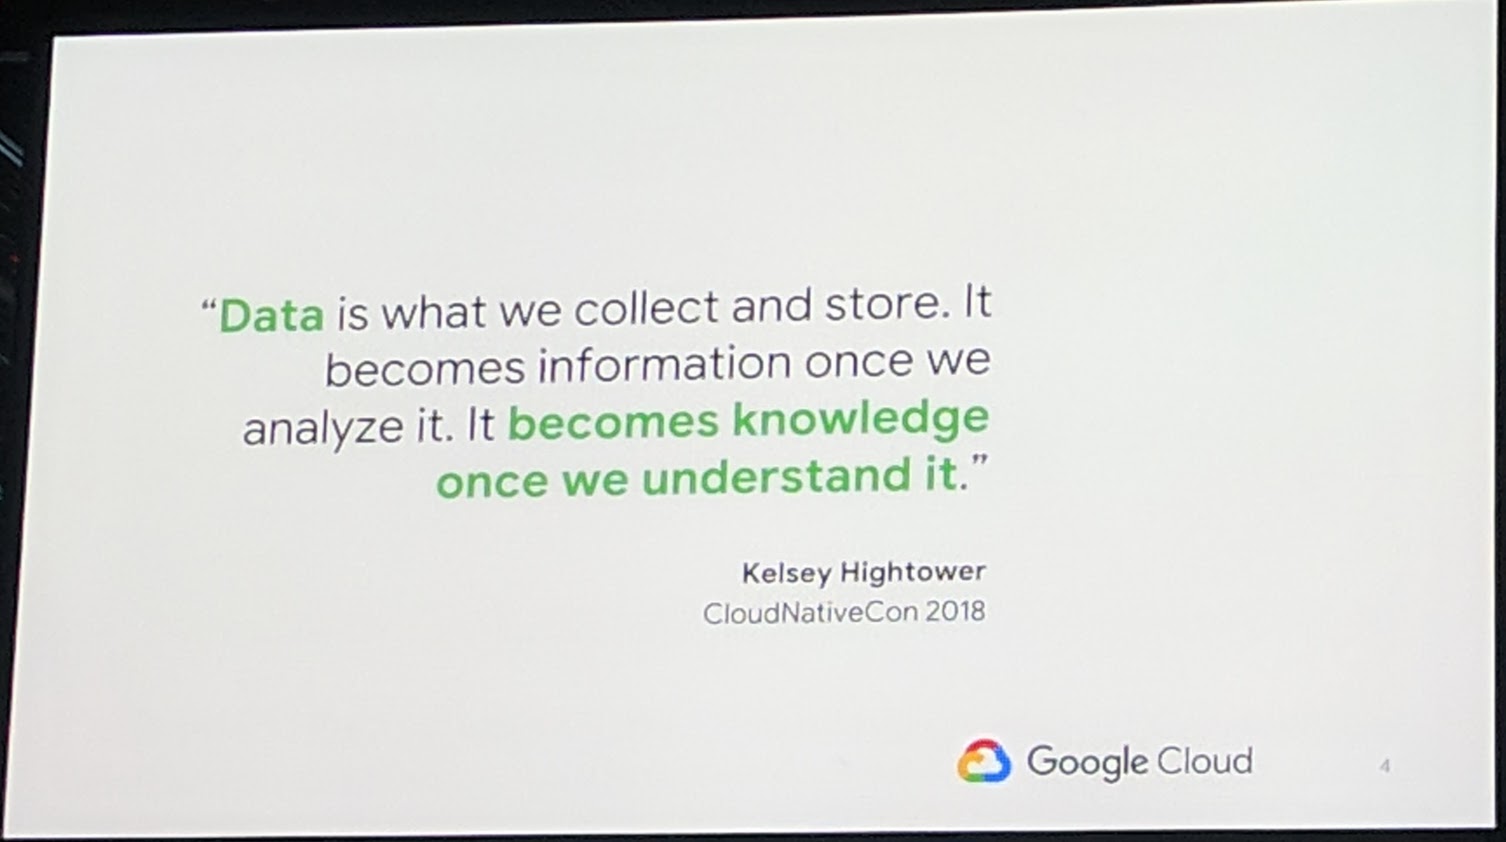 “Data is what we collect and store. It
becomes information once we
analyze it. It becomes knowledge
once we understand it.”
Kelsey Hightower
CloudNativeCon 2018
Google Cloud
4